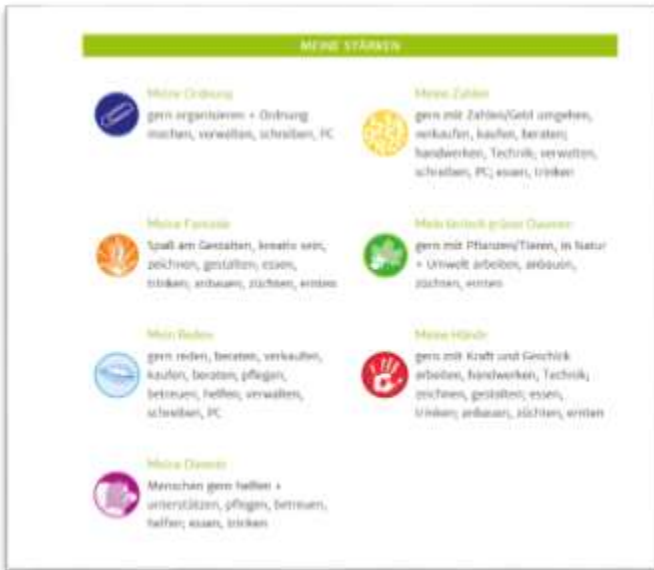 MEINE STÄRKEN
Meine Ordnung
gern organisieren + Ordnung
machen, verwalten, schreiben, PC
Meine Zahlen
gern mit Zahlen/Geld umgehen,
verkaufen, kaufen, beraten;
handwerken, Technik; verwalten,
schreiben, PC; essen, trinken
Meine Fantasie
Spaß am Gestalten, kreativ sein,
zeichnen, gestalten; essen,
trinken; anbauen, züchten, ernten
Mein tierisch grüner Daumen
gern mit Pflanzen/Tieren, in Natur
+ Umwelt arbeiten, anbauen,
züchten, ernten
Mein Reden
gern reden, beraten, verkaufen,
kaufen, beraten; pflegen,
betreuen, helfen; verwalten,
schreiben, PC
Meine Hände
gern mit Kraft und Geschick
arbeiten, handwerken, Technik;
zeichnen, gestalten; essen,
trinken; anbauen, züchten, ernten
Meine
Menschen gern helfen +
unterstützen, pflegen, betreuen,
helfen; essen, trinken